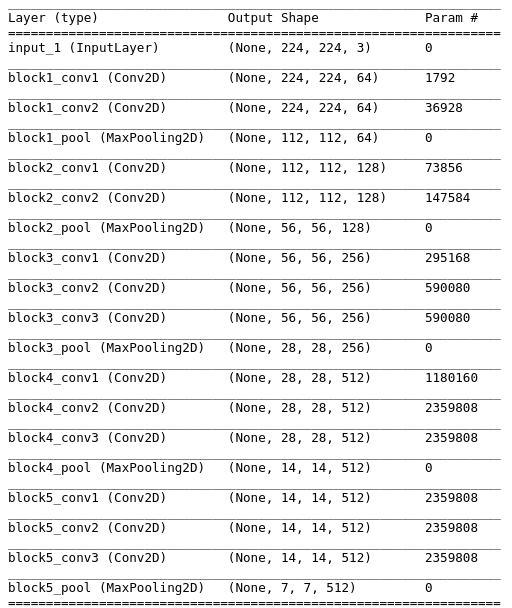 Layer (type) Output Shape Param #
input_1 (InputLayer) (None, 224, 224, 3) 0
block1_conv1 (Conv2D) (None, 224, 224, 64) 1792
block1_conv2 (Conv2D) (None, 224, 224, 64) 36928
block1_pool (MaxPooling2D) (None, 112, 112, 64) 0
block2_conv1 (Conv2D) (None, 112, 112, 128) 73856
block2_conv2 (Conv2D) (None, 112, 112, 128) 147584
block2_pool (MaxPooling2D) (None, 56, 56, 128) 0
block3_conv1 (Conv2D) (None, 56, 56, 256) 295168
block3_conv2 (Conv2D) (None, 56, 56, 256) 590080
block3_conv3 (Conv2D) (None, 56, 56, 256) 590080
block3_pool (MaxPooling2D) (None, 28, 28, 256) 0
block4_conv1 (Conv2D) (None, 28, 28, 512) 1180160
block4_conv2 (Conv2D) (None, 28, 28, 512) 2359808
block4_conv3 (Conv2D) (None, 28, 28, 512) 2359808
block4_pool (MaxPooling2D) (None, 14, 14, 512) 0
block5_conv1 (Conv2D) (None, 14, 14, 512) 2359808
block5_conv2 (Conv2D) (None, 14, 14, 512) 2359808
block5_conv3 (Conv2D) (None, 14, 14, 512) 2359808
block5_pool (MaxPooling2D) (None, 7, 7, 512) 0